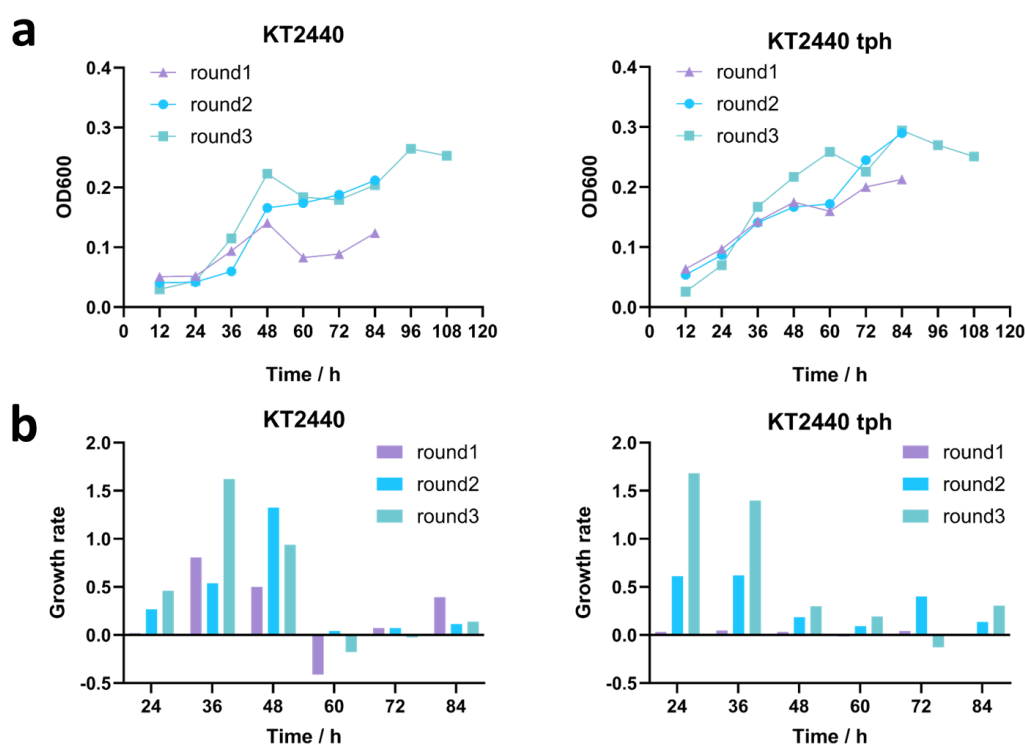 a
KT2440
round1
round2
round3
OD600
0.4
0.3
0.2
0.1
0.0
0 12 24 36 48 60 72 84 96 108 120
Time / h
KT2440 tph
round1
round2
round3
OD600
0.4
0.3
0.2
0.1
0.0
0 12 24 36 48 60 72 84 96 108 120
Time / h
b
KT2440
round1
round2
round3
Growth rate
2.0
1.5
1.0
0.5
0.0
-0.5
24 36 48 60 72 84
Time / h
KT2440 tph
round1
round2
round3
Growth rate
2.0
1.5
1.0
0.5
0.0
-0.5
24 36 48 60 72 84
Time / h